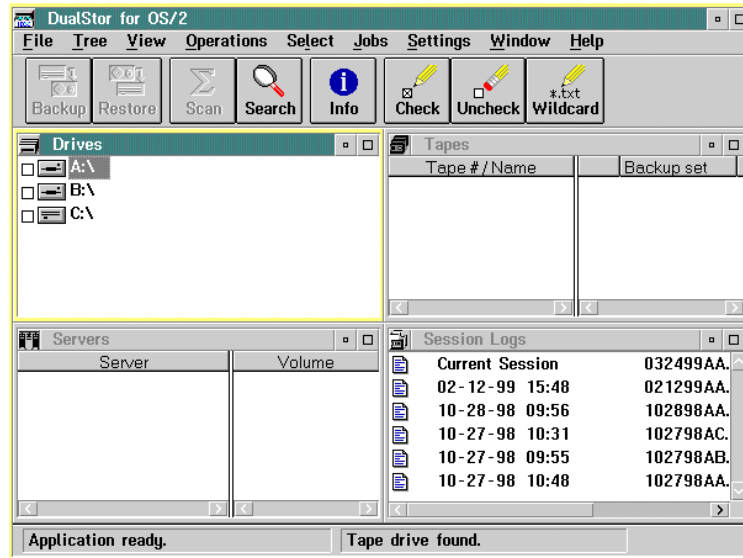 DualStor for OS/2
File Tree View Operations Select Jobs Settings Window Help
Backup Restore Scan Search Info Check Uncheck *.txt Wildcard
Drives
A:\
B:\
C:\
Tapes
Tape # / Name Backup set
Servers
Server Volume
Session Logs
Current Session 032499AA.
02-12-99 15:48 021299AA.
10-28-98 09:56 102898AA.
10-27-98 10:31 102798AC.
10-27-98 09:55 102798AB.
10-27-98 10:48 102798AA.
Application ready. Tape drive found.